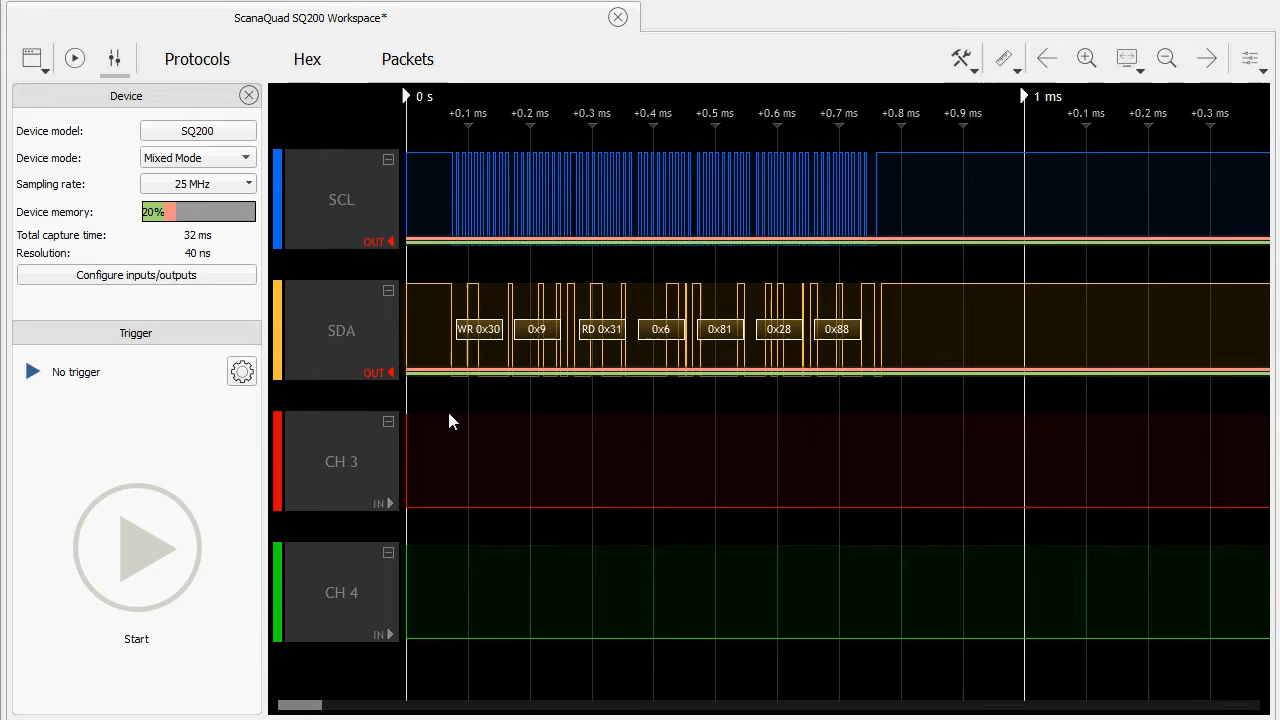 ScanaQuad SQ200 Workspace*
Protocols Hex Packets
Device
Device model: SQ200
Device mode: Mixed Mode
Sampling rate: 25 MHz
Device memory: 20%
Total capture time: 32 ms
Resolution: 40 ns
Configure inputs/outputs
Trigger
No trigger
Start
0 s 1 ms
+0.1 ms +0.2 ms +0.3 ms +0.4 ms +0.5 ms +0.6 ms +0.7 ms +0.8 ms +0.9 ms +0.1 ms +0.2 ms +0.3 ms
SCL
OUT
SDA
WR 0x30 0x9 RD 0x31 0x6 0x81 0x28 0x88
OUT
CH 3
IN
CH 4
IN